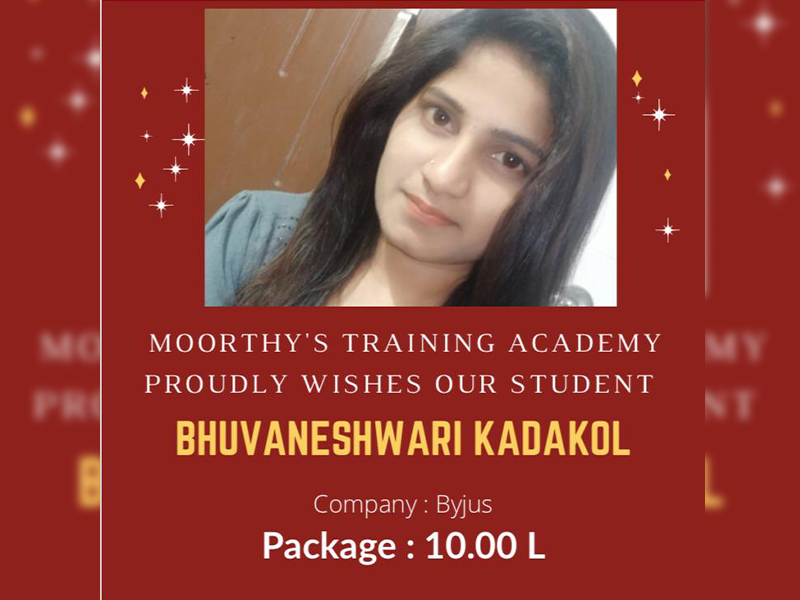 MOORTHY'S TRAINING ACADEMY
PROUDLY WISHES OUR STUDENT
BHUVANESHWARI KADAKOL
Company : Byjus
Package : 10.00 L